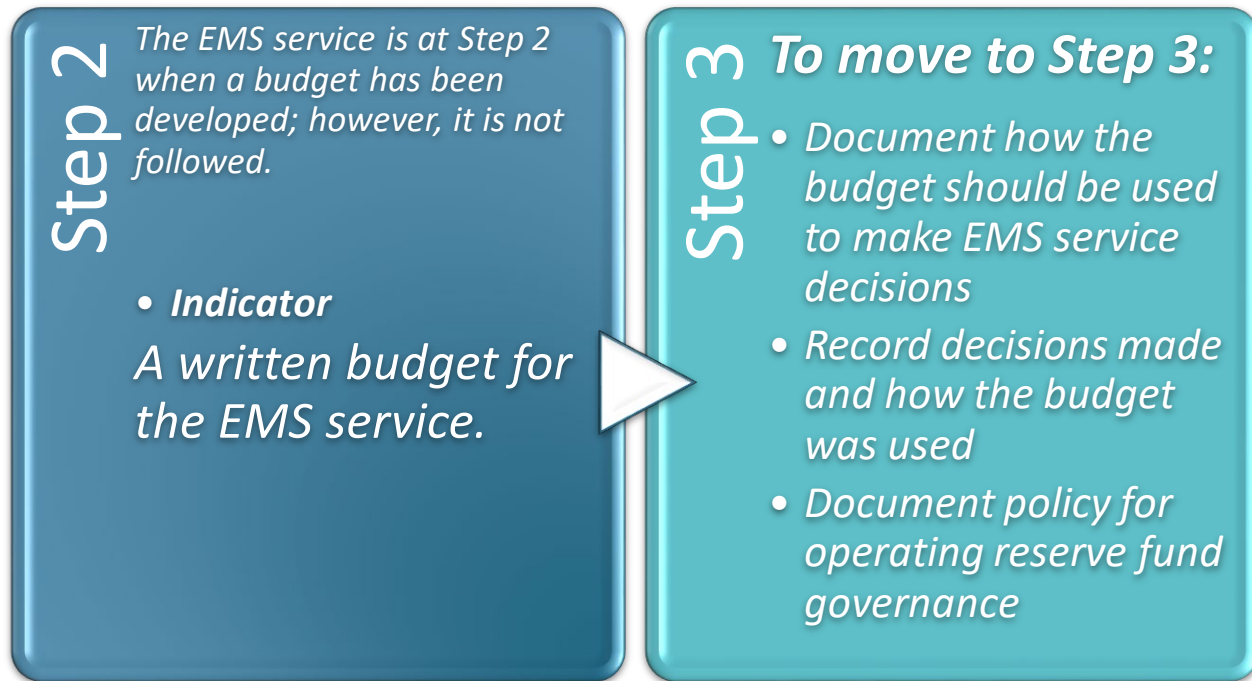 Step 2
The EMS service is at Step 2
when a budget has been
developed; however, it is not
followed.
• Indicator
A written budget for
the EMS service.
Step 3
To move to Step 3:
• Document how the
budget should be used
to make EMS service
decisions
• Record decisions made
and how the budget
was used
• Document policy for
operating reserve fund
governance